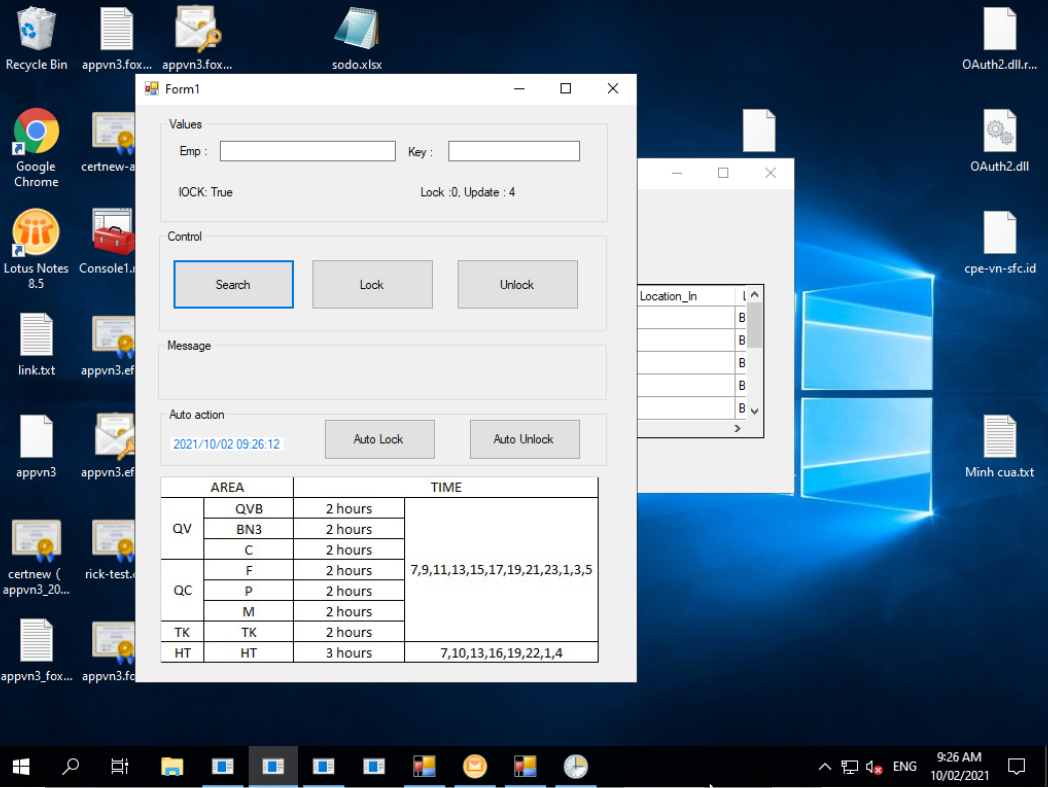 Recycle Bin
appvn3.fox...
appvn3.fox...
sodo.xlsx
OAuth2.dll.r...
Form1
Values
Emp :
Key :
IOCK: True
Lock :0, Update : 4
Google
Chrome
certnew-a
OAuth2.dll
Control
Search
Lock
Unlock
Lotus Notes
8.5
Console1.
cpe-vn-sfc.id
Location_In
L
B
B
B
B
B
Message
link.txt
appvn3.ef
Auto action
2021/10/02 09:26:12
Auto Lock
Auto Unlock
appvn3
appvn3.ef
Minh cua.txt
AREA TIME
QV QVB 2 hours
BN3 2 hours
C 2 hours
QC F 2 hours 7,9,11,13,15,17,19,21,23,1,3,5
P 2 hours
M 2 hours
TK TK 2 hours
HT HT 3 hours 7,10,13,16,19,22,1,4
certnew (
appvn3_20...
rick-test.c
appvn3_fox...
appvn3.fc
ENG
9:26 AM
10/02/2021